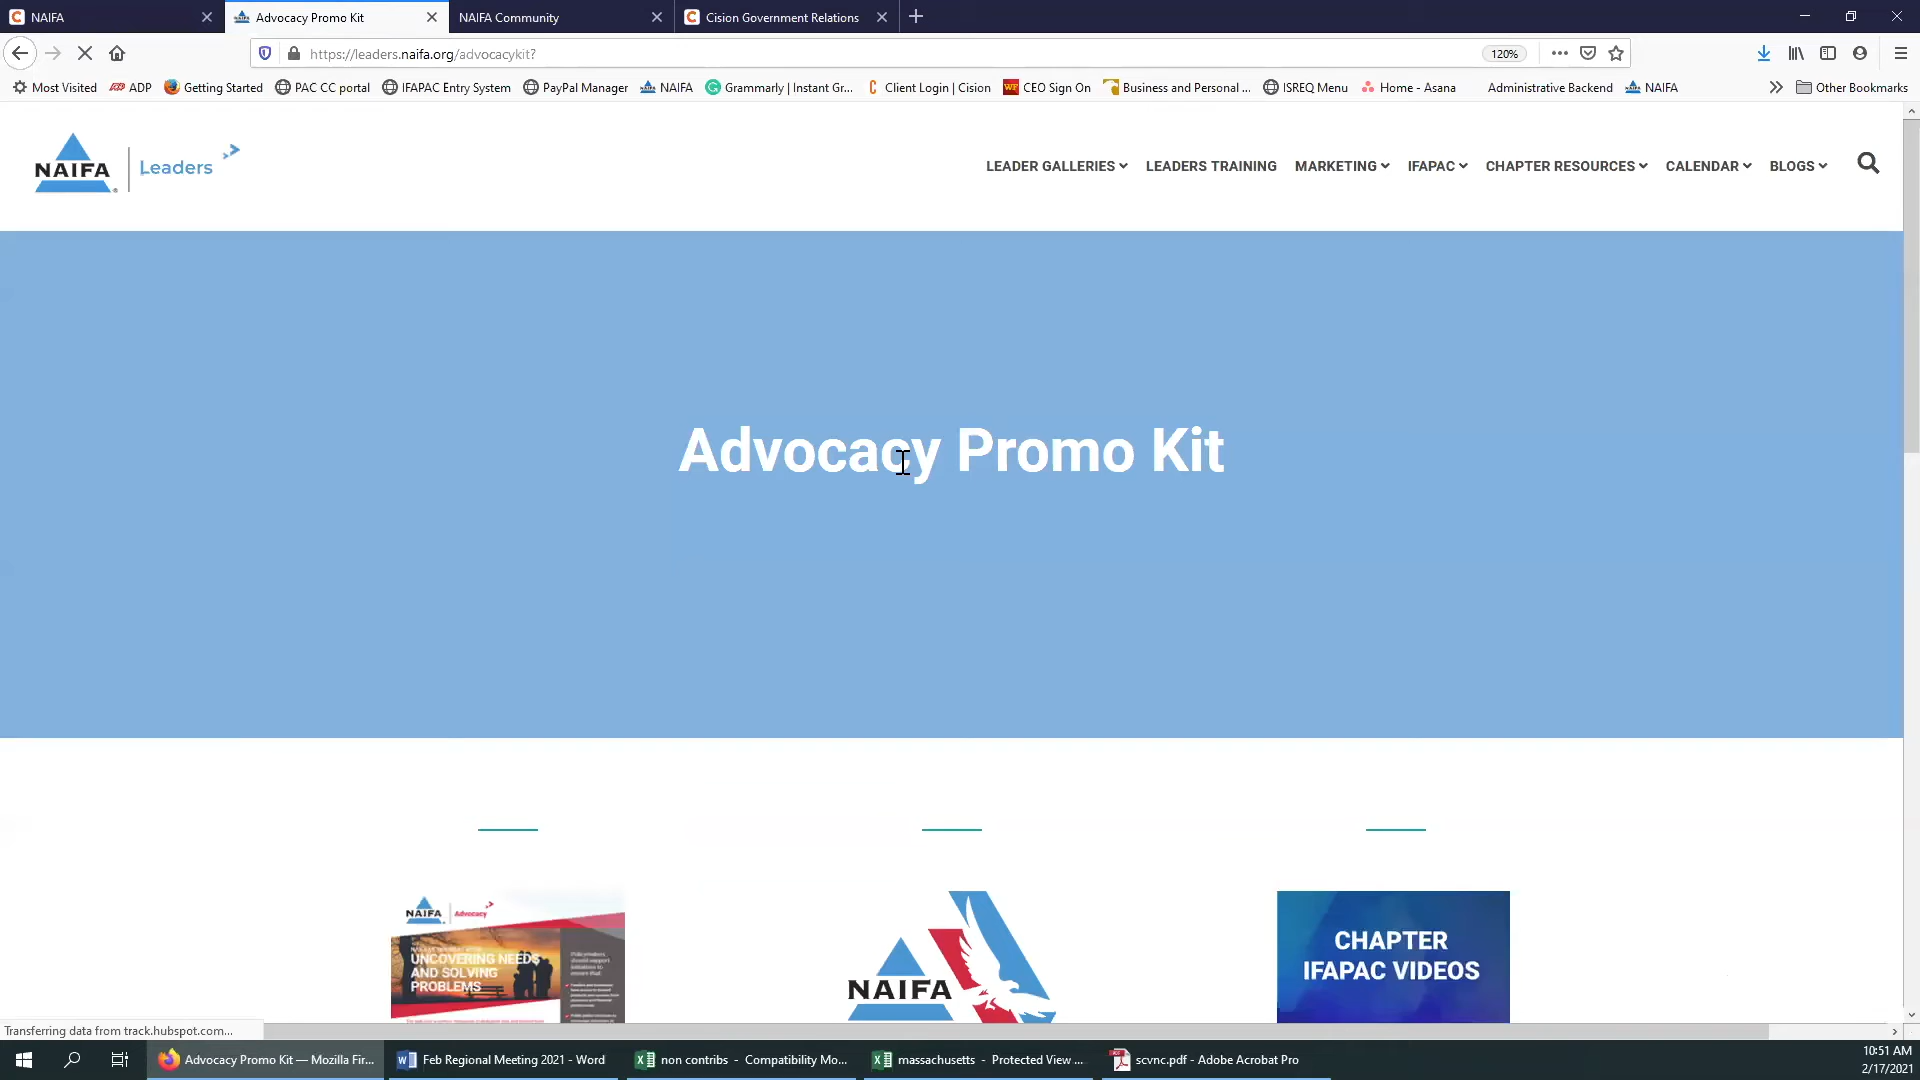 NAIFA
Advocacy Promo Kit
NAIFA Community
Cision Government Relations
https://leaders.naifa.org/advocacykit?
120%
Most Visited
ADP
Getting Started
PAC CC portal
IFAPAC Entry System
PayPal Manager
NAIFA
Grammarly | Instant Gr...
Client Login | Cision
CEO Sign On
Business and Personal ...
ISREQ Menu
Home - Asana
Administrative Backend
NAIFA
Other Bookmarks
NAIFA
Leaders
LEADER GALLERIES
LEADERS TRAINING
MARKETING
IFAPAC
CHAPTER RESOURCES
CALENDAR
BLOGS
Advocacy Promo Kit
NAIFA Advocacy
UNCOVERING NEEDS
AND SOLVING
PROBLEMS
NAIFA
CHAPTER
IFAPAC VIDEOS
Transferring data from track.hubspot.com...
Advocacy Promo Kit — Mozilla Fir...
Feb Regional Meeting 2021 - Word
non contribs - Compatibility Mo...
massachusetts - Protected View ...
scvnc.pdf - Adobe Acrobat Pro
10:51 AM
2/17/2021